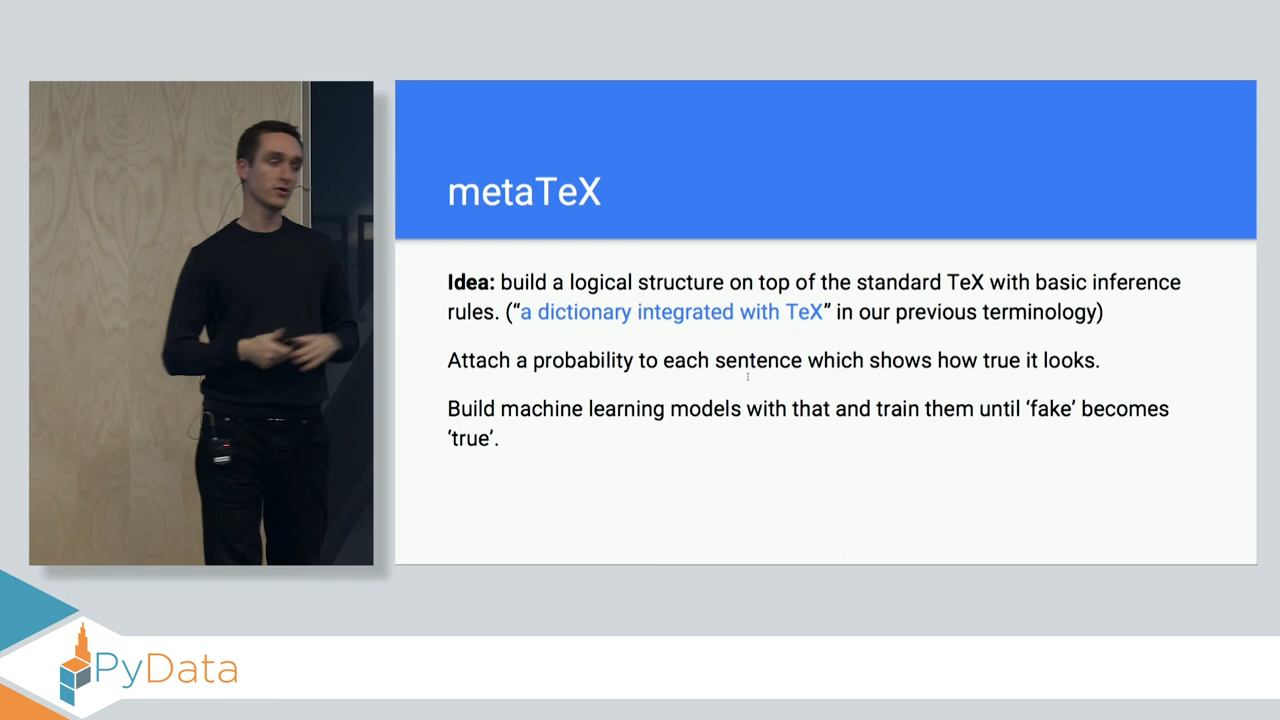 metaTeX
Idea: build a logical structure on top of the standard TeX with basic inference
rules. (“a dictionary integrated with TeX” in our previous terminology)
Attach a probability to each sentence which shows how true it looks.
Build machine learning models with that and train them until ‘fake’ becomes
‘true’.
PyData